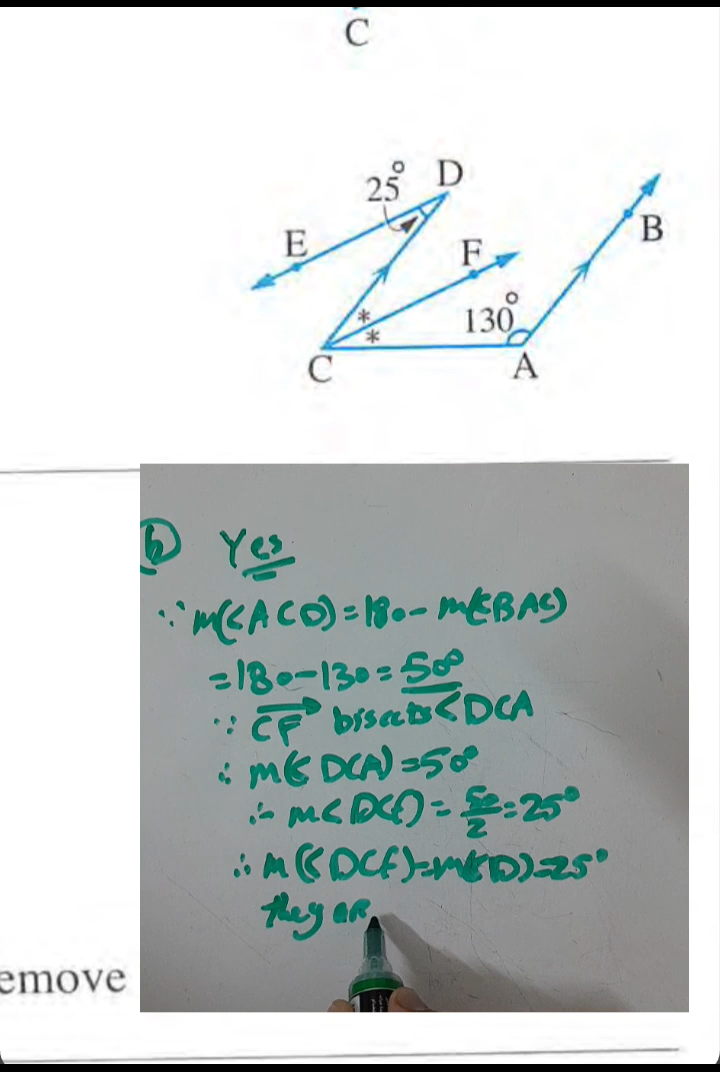 C
25°
D
E
F
B
*
*
130°
C
A
b Yes
∵ m(<ACD)=180-m(<BAC)
=180-130=50°
∵ CF bisects <DCA
∴ m(<DCA)=50°
∴ m<DCF)=50/2=25°
∴ m(<DCF)=m(<D)=25°
they are
emove